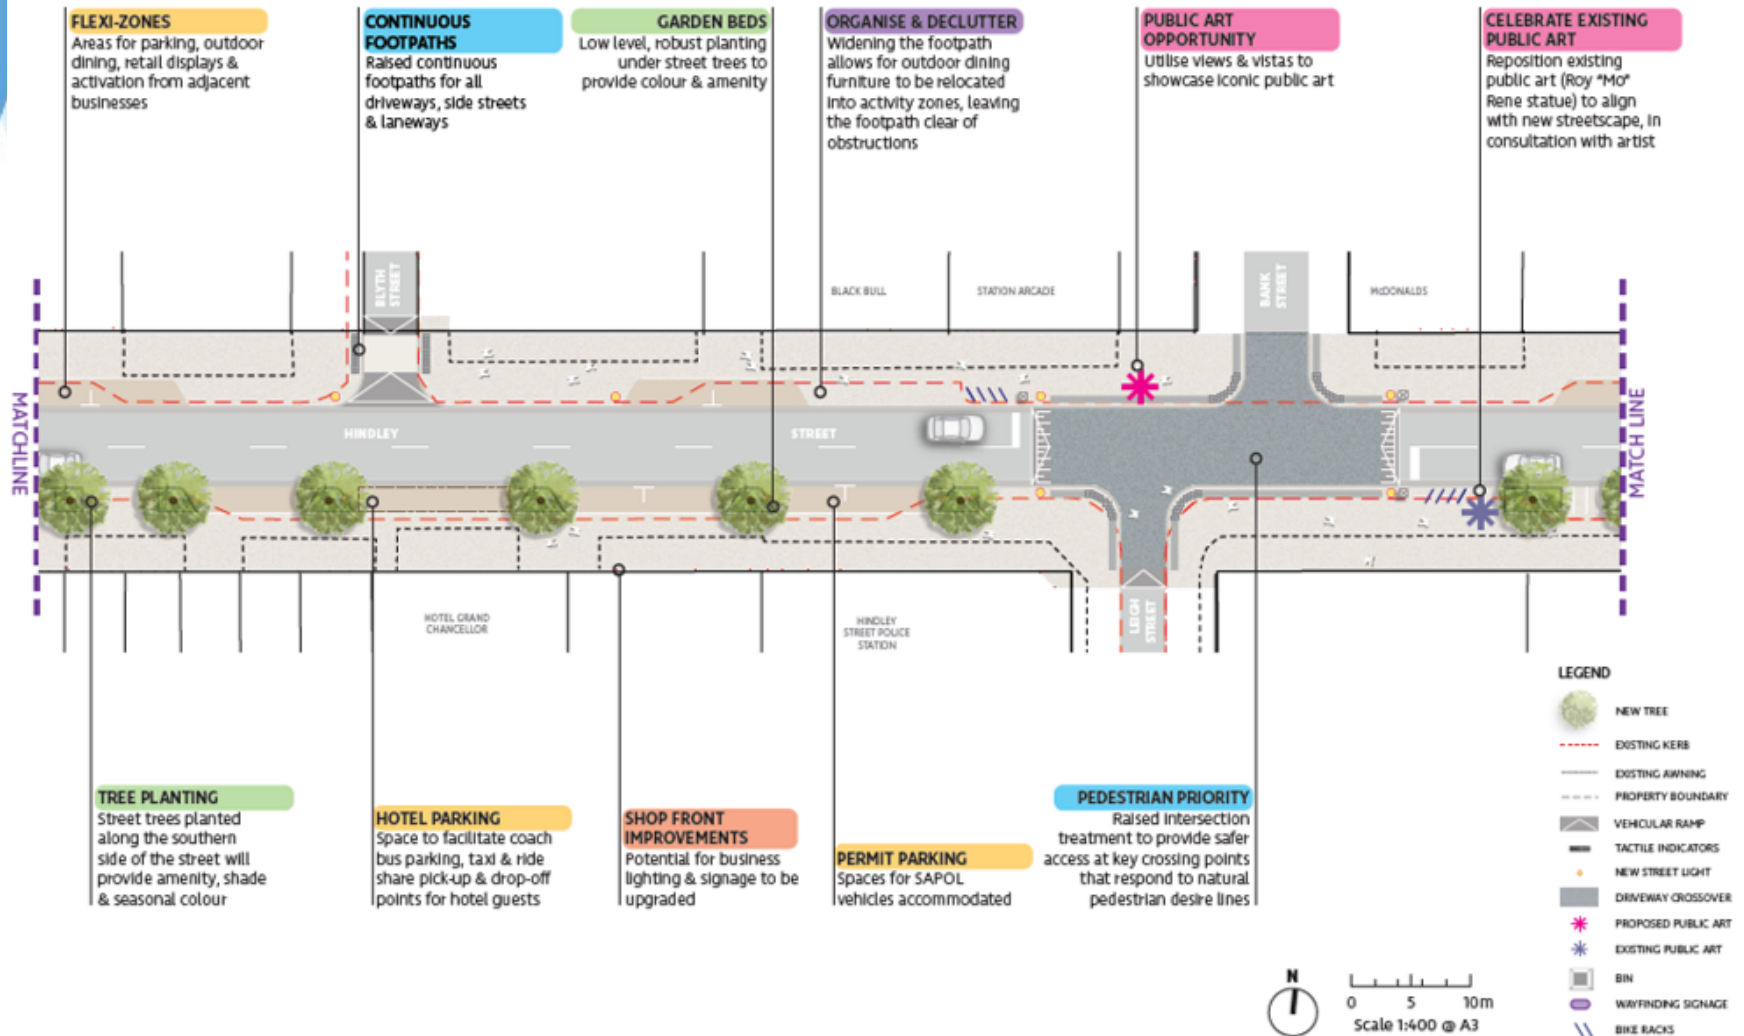 FLEXI-ZONES
Areas for parking, outdoor
dining, retail displays &
activation from adjacent
businesses
CONTINUOUS
FOOTPATHS
Raised continuous
footpaths for all
driveways, side streets
& laneways
GARDEN BEDS
Low level, robust planting
under street trees to
provide colour & amenity
ORGANISE & DECLUTTER
Widening the footpath
allows for outdoor dining
furniture to be relocated
into activity zones, leaving
the footpath clear of
obstructions
PUBLIC ART
OPPORTUNITY
Utilise views & vistas to
showcase iconic public art
CELEBRATE EXISTING
PUBLIC ART
Reposition existing
public art (Roy "Mo"
Rene statue) to align
with new streetscape, in
consultation with artist
BLYTH
STREET
BLACK BULL
STATION ARCADE
BANK
STREET
McDONALDS
MATCHLINE
HINDLEY
STREET
MATCH LINE
HOTEL GRAND
CHANCELLOR
HINDLEY
STREET POLICE
STATION
LEIGH
STREET
TREE PLANTING
Street trees planted
along the southern
side of the street will
provide amenity, shade
& seasonal colour
HOTEL PARKING
Space to facilitate coach
bus parking, taxi & ride
share pick-up & drop-off
points for hotel guests
SHOP FRONT
IMPROVEMENTS
Potential for business
lighting & signage to be
upgraded
PERMIT PARKING
Spaces for SAPOL
vehicles accommodated
PEDESTRIAN PRIORITY
Raised intersection
treatment to provide safer
access at key crossing points
that respond to natural
pedestrian desire lines
LEGEND
NEW TREE
EXISTING KERB
EXISTING AWNING
PROPERTY BOUNDARY
VEHICULAR RAMP
TACTILE INDICATORS
NEW STREET LIGHT
DRIVEWAY CROSSOVER
PROPOSED PUBLIC ART
EXISTING PUBLIC ART
BIN
WAYFINDING SIGNAGE
BIKE RACKS
N
0 5 10m
Scale 1:400 @ A3